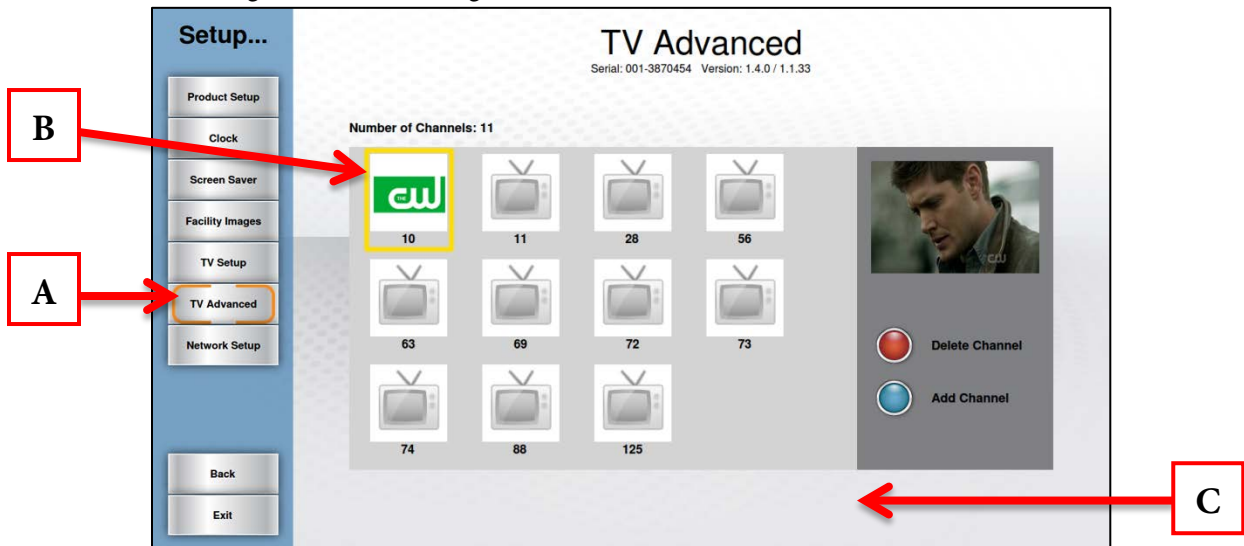 Setup...
TV Advanced
Serial: 001-3870454 Version: 1.4.0 / 1.1.33
Product Setup
B
Clock
Number of Channels: 11
Screen Saver
THE CW
Facility Images
10 11 28 56
CW
TV Setup
A
TV Advanced
Network Setup
63 69 72 73
Delete Channel
Add Channel
74 88 125
Back
C
Exit